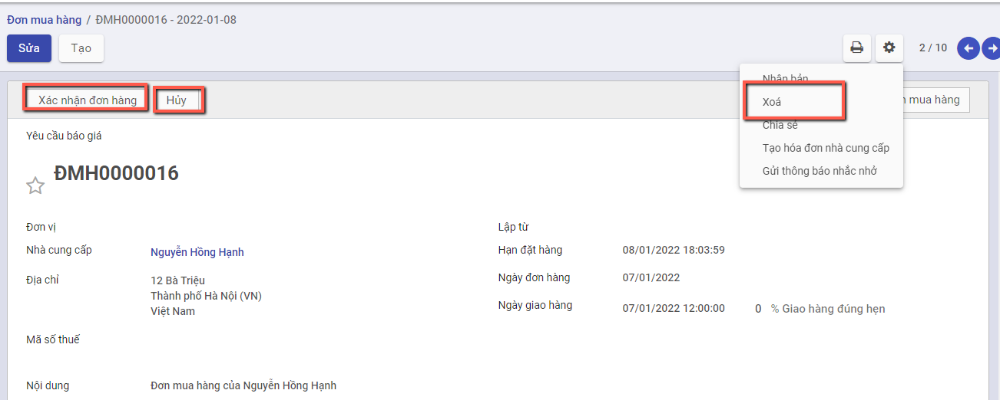 Đơn mua hàng / ĐMH0000016 - 2022-01-08
Sửa Tạo 2 / 10
Nhân bản
Xác nhận đơn hàng Hủy Xoá mua hàng
Chia sẻ
Yêu cầu báo giá
Tạo hóa đơn nhà cung cấp
ĐMH0000016 Gửi thông báo nhắc nhở
Đơn vị Lập từ
Nhà cung cấp Nguyễn Hồng Hạnh Hạn đặt hàng 08/01/2022 18:03:59
Địa chỉ 12 Bà Triệu Ngày đơn hàng 07/01/2022
Thành phố Hà Nội (VN)
Việt Nam Ngày giao hàng 07/01/2022 12:00:00 0 % Giao hàng đúng hẹn
Mã số thuế
Nội dung Đơn mua hàng của Nguyễn Hồng Hạnh